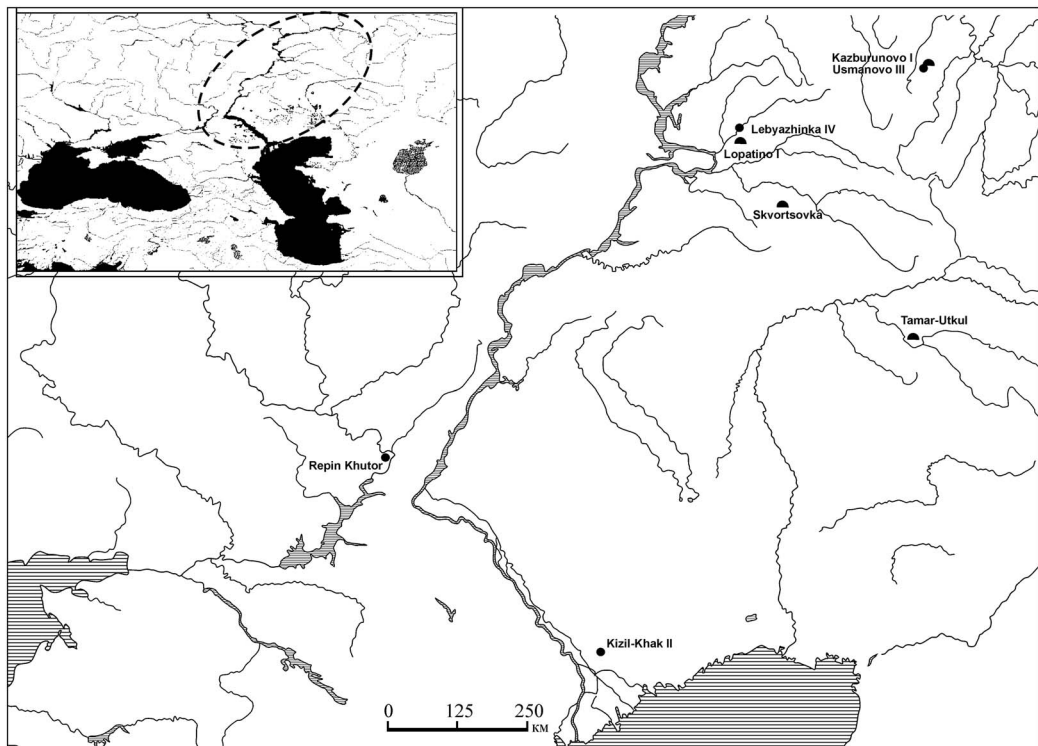 Kazburunovo I
Usmanovo III
Lebyazhinka IV
Lopatino I
Skvortsovka
Tamar-Utkul
Repin Khutor
Kizil-Khak II
0 125 250
км